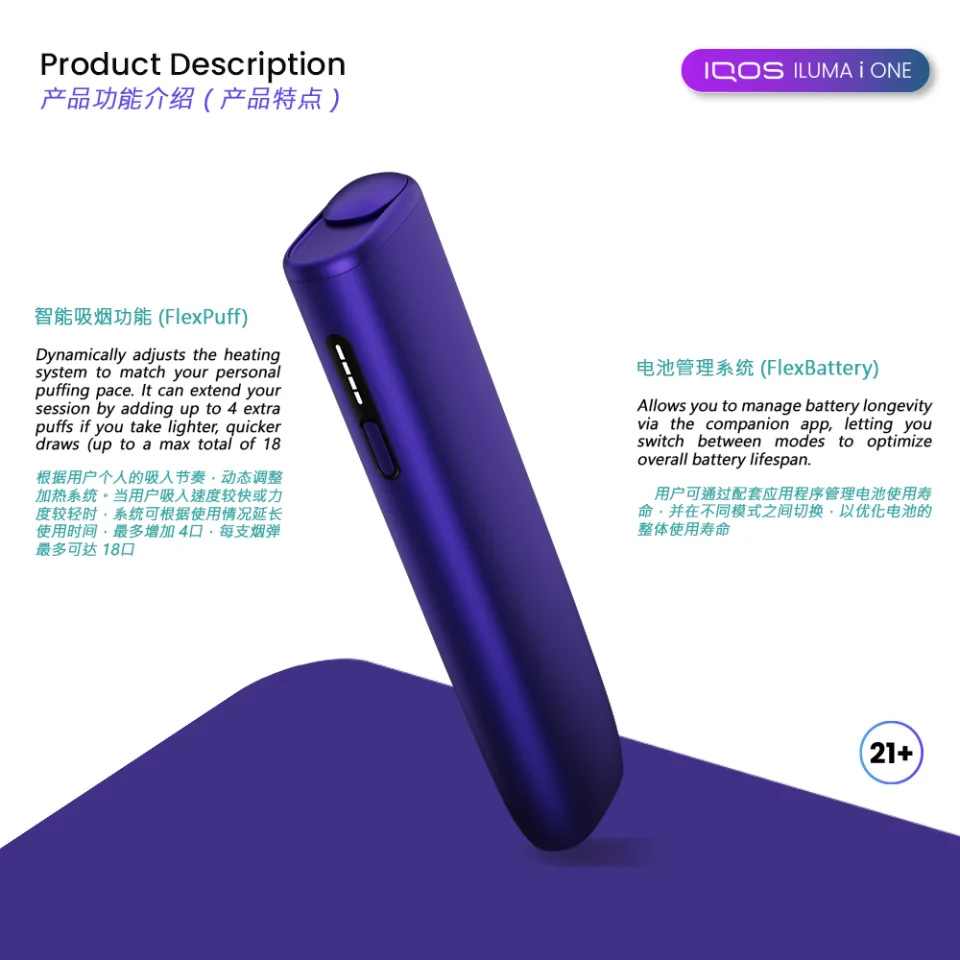 Product Description
产品功能介绍（产品特点）
IQOS ILUMA i ONE
智能吸烟功能 (FlexPuff)
Dynamically adjusts the heating
system to match your personal
puffing pace. It can extend your
session by adding up to 4 extra
puffs if you take lighter, quicker
draws (up to a max total of 18
根据用户个人的吸入节奏，动态调整
加热系统。当用户吸入速度较快或力
度较轻时，系统可根据使用情况延长
使用时间，最多增加 4口，每支烟弹
最多可达 18口
电池管理系统 (FlexBattery)
Allows you to manage battery longevity
via the companion app, letting you
switch between modes to optimize
overall battery lifespan.
用户可通过配套应用程序管理电池使用寿
命，并在不同模式之间切换，以优化电池的
整体使用寿命
21+